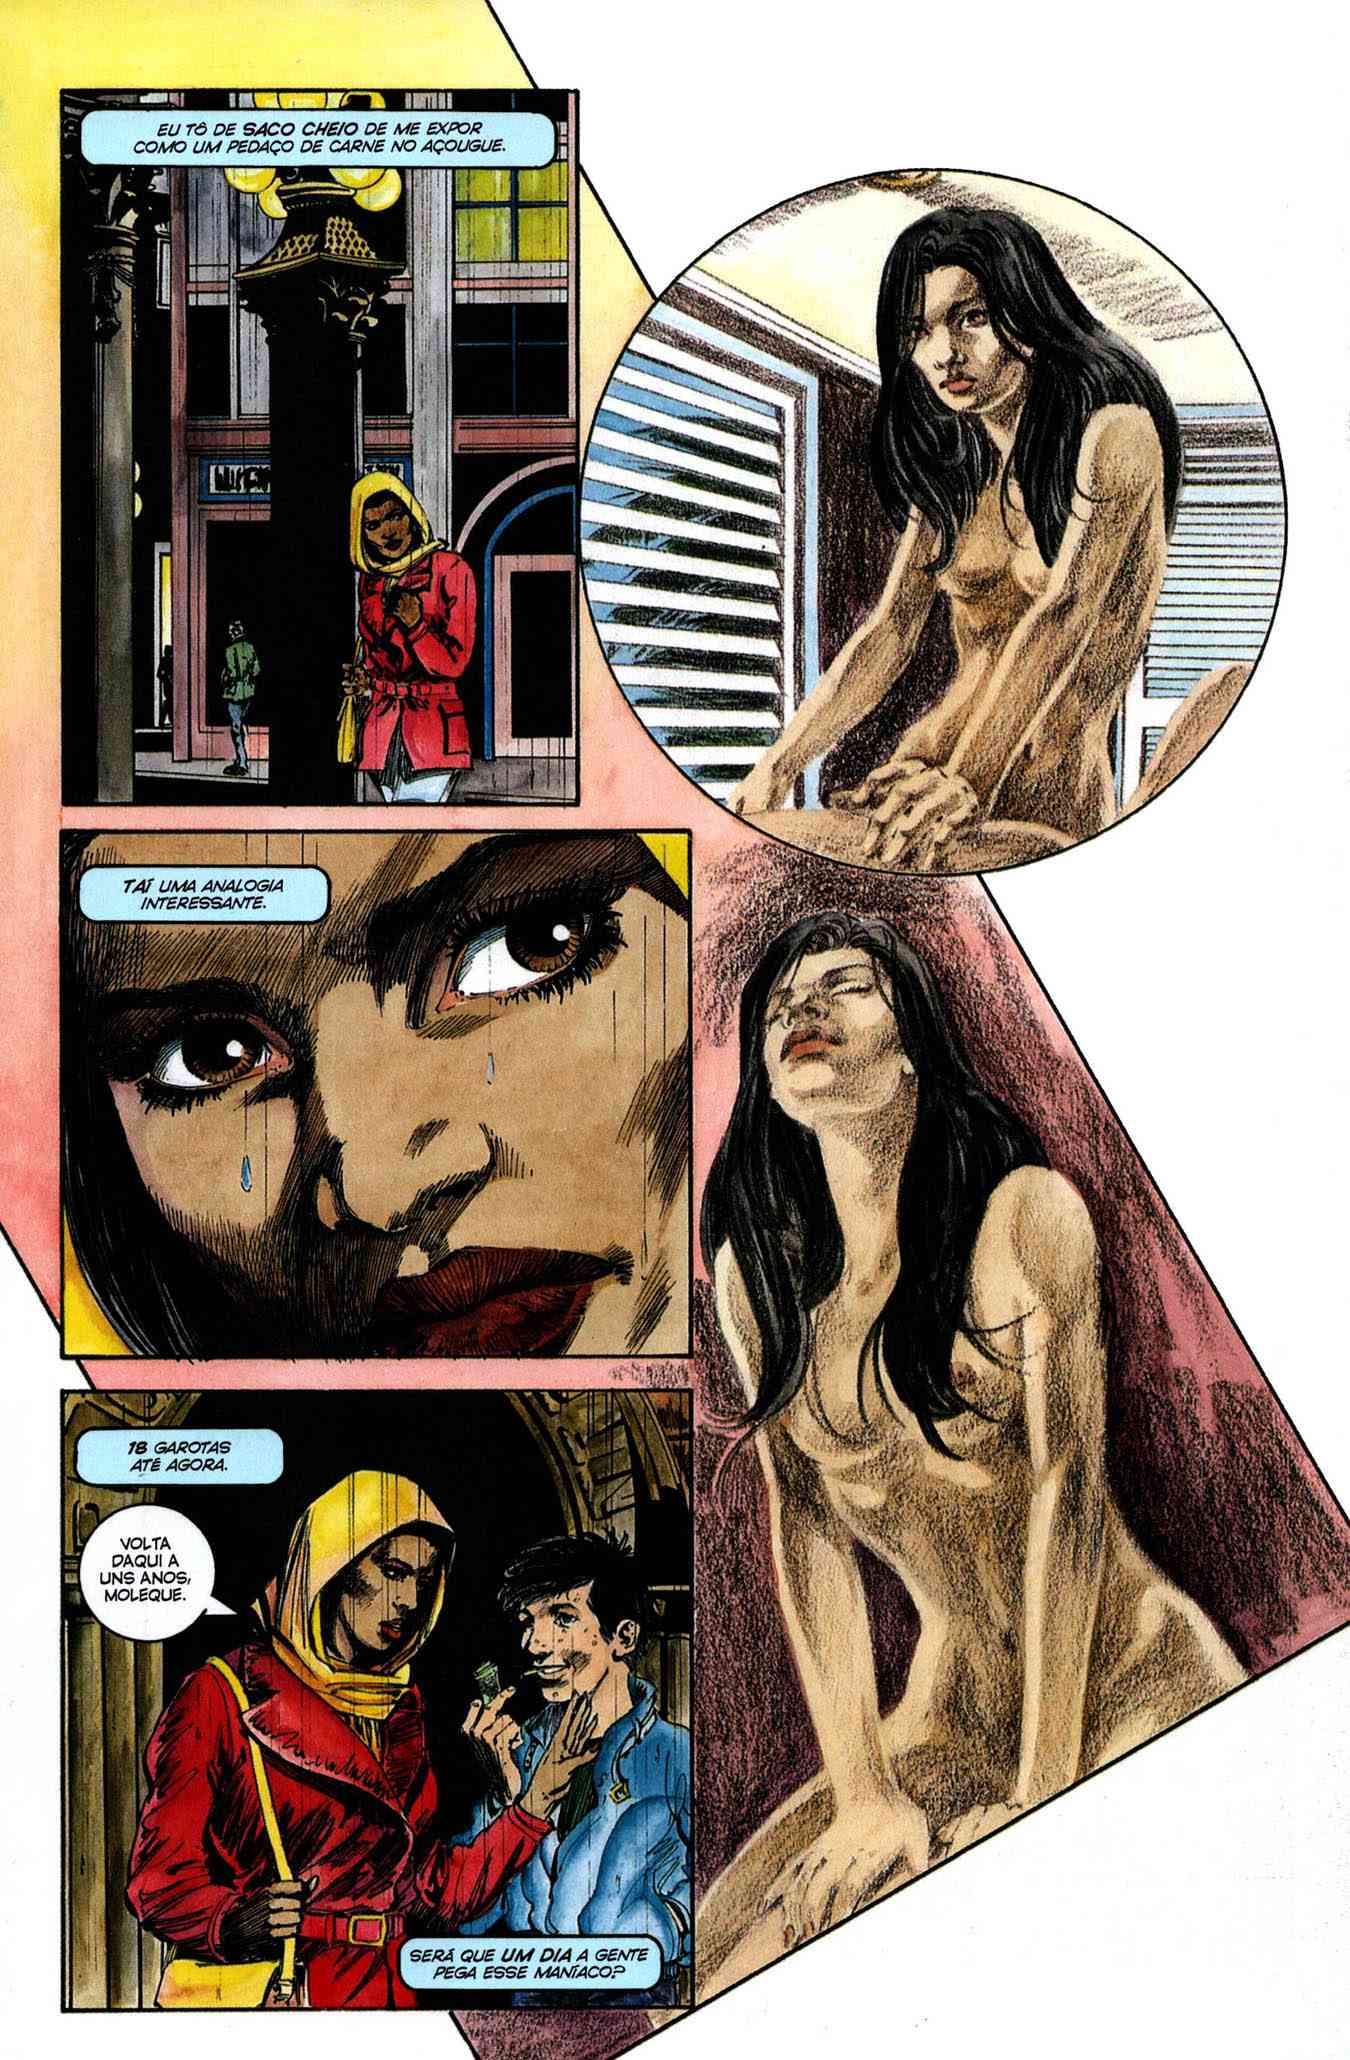 EU TÔ DE SACO CHEIO DE ME EXPOR
COMO UM PEDAÇO DE CARNE NO AÇOUGUE.
TAÍ UMA ANALOGIA
INTERESSANTE.
18 GAROTAS
ATÉ AGORA.
VOLTA
DAQUI A
UNS ANOS,
MOLEQUE.
SERÁ QUE UM DIA A GENTE
PEGA ESSE MANÍACO?